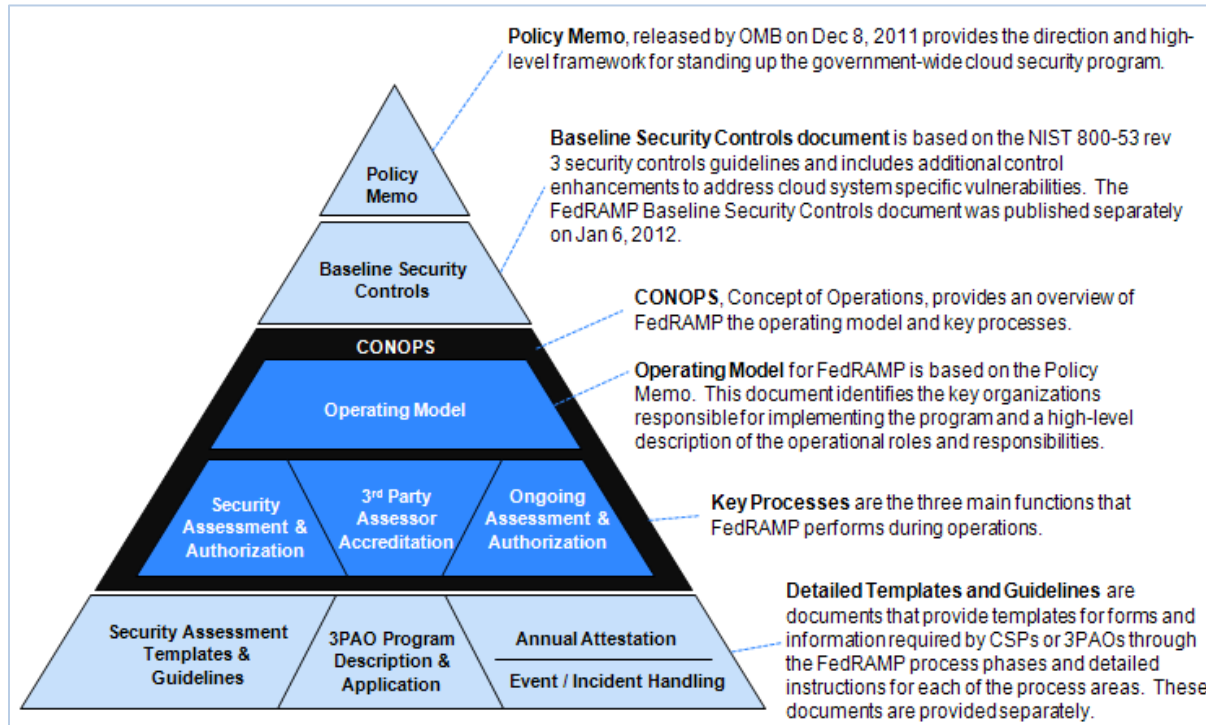 Policy Memo, released by OMB on Dec 8, 2011 provides the direction and high-
level framework for standing up the government-wide cloud security program.
Policy
Memo
Baseline Security Controls document is based on the NIST 800-53 rev
3 security controls guidelines and includes additional control
enhancements to address cloud system specific vulnerabilities. The
FedRAMP Baseline Security Controls document was published separately
on Jan 6, 2012.
Baseline Security
Controls
CONOPS, Concept of Operations, provides an overview of
FedRAMP the operating model and key processes.
CONOPS
Operating Model
Operating Model for FedRAMP is based on the Policy
Memo. This document identifies the key organizations
responsible for implementing the program and a high-level
description of the operational roles and responsibilities.
Security
Assessment &
Authorization
3rd Party
Assessor
Accreditation
Ongoing
Assessment &
Authorization
Key Processes are the three main functions that
FedRAMP performs during operations.
Security Assessment
Templates &
Guidelines
3PAO Program
Description &
Application
Annual Attestation
Event / Incident Handling
Detailed Templates and Guidelines are
documents that provide templates for forms and
information required by CSPs or 3PAOs through
the FedRAMP process phases and detailed
instructions for each of the process areas. These
documents are provided separately.